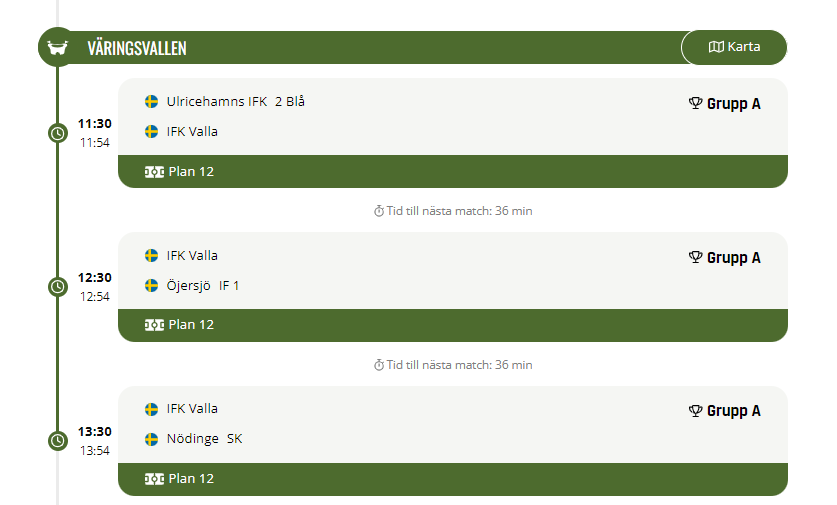 VÄRINGSVALLEN
Karta
Ulricehamns IFK 2 Blå
Grupp A
11:30
IFK Valla
11:54
Plan 12
Tid till nästa match: 36 min
IFK Valla
Grupp A
12:30
Öjersjö IF 1
12:54
Plan 12
Tid till nästa match: 36 min
IFK Valla
Grupp A
13:30
Nödinge SK
13:54
Plan 12